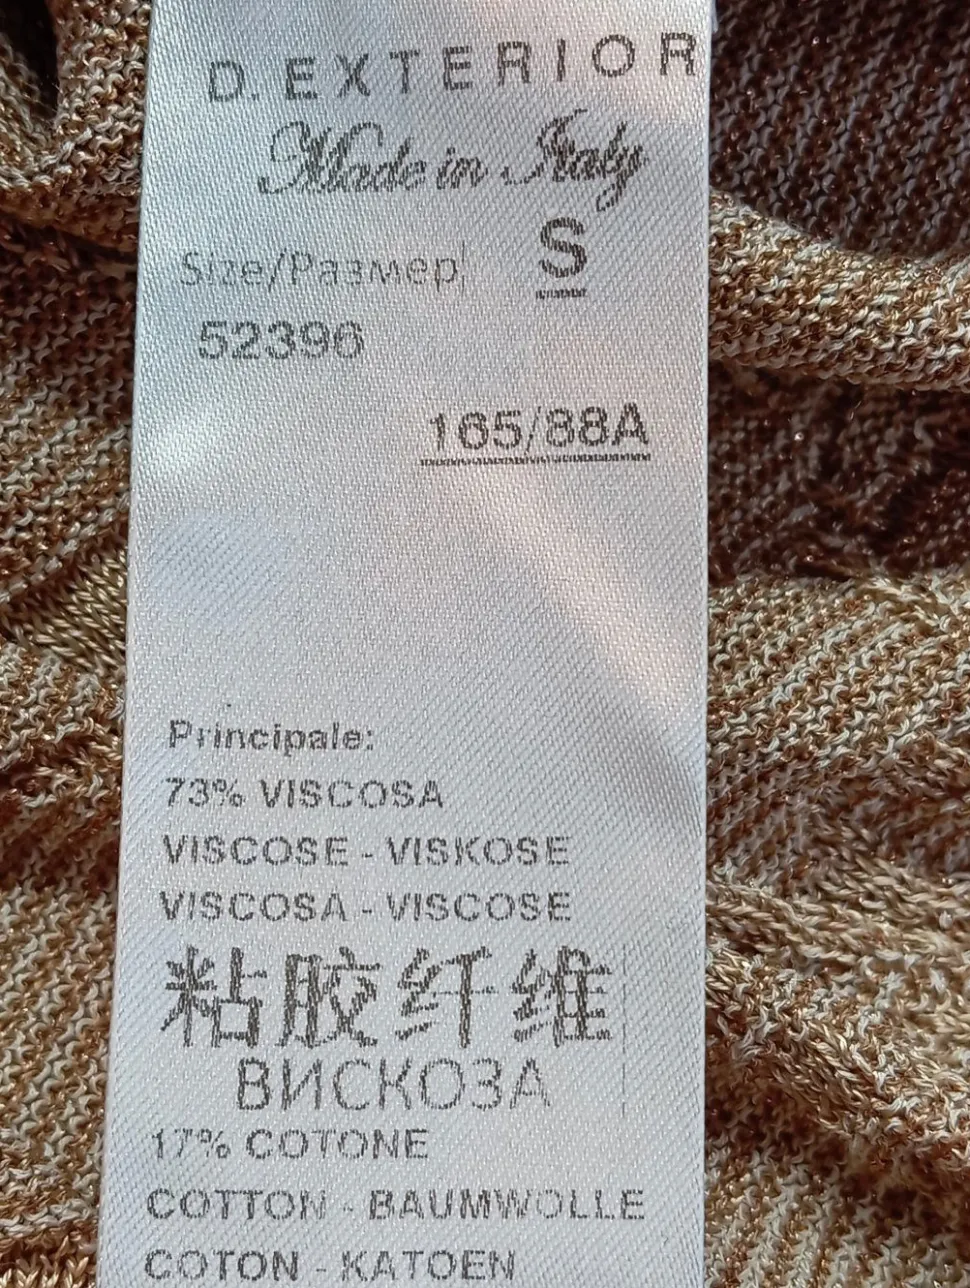 D. EXTERIOR
Made in Italy
Size/Размер S
52396
165/88A
Principale:
73% VISCOSA
VISCOSE - VISKOSE
VISCOSA - VISCOSE
粘胶纤维
ВИСКОЗА
17% COTONE
COTTON - BAUMWOLLE
COTON - KATOEN